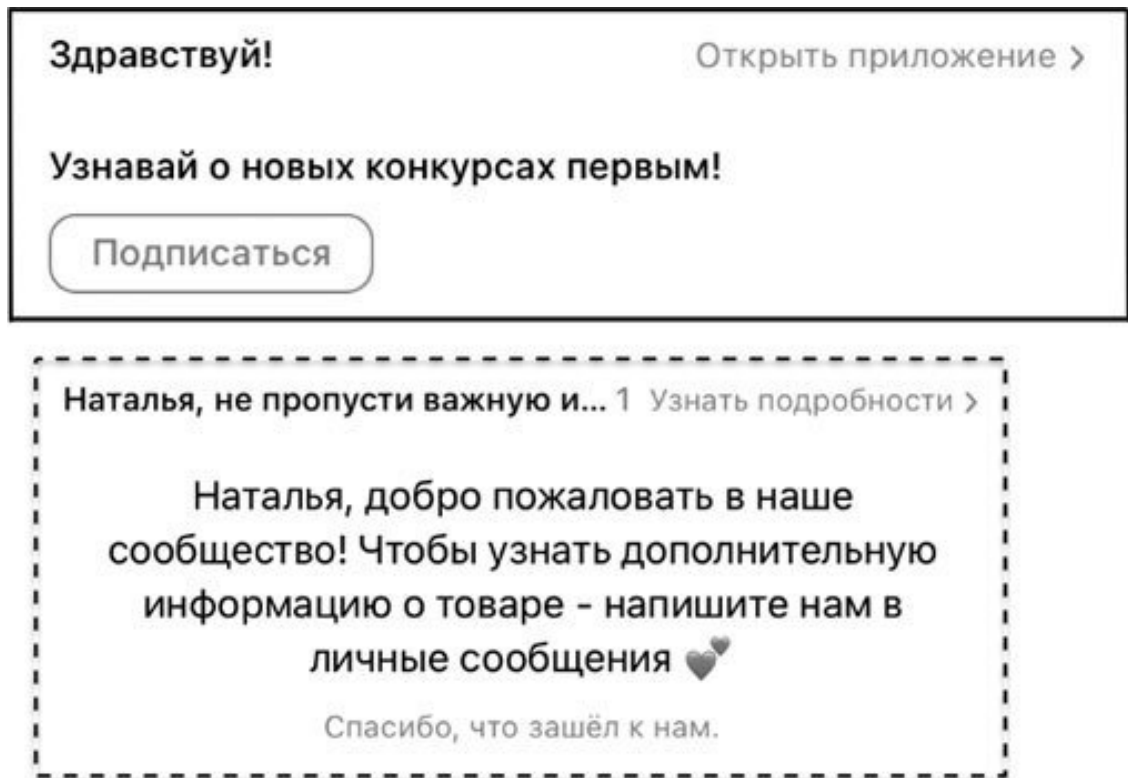 Здравствуй! Открыть приложение >
Узнавай о новых конкурсах первым!
Подписаться
Наталья, не пропусти важную и... 1 Узнать подробности >
Наталья, добро пожаловать в наше
сообщество! Чтобы узнать дополнительную
информацию о товаре - напишите нам в
личные сообщения 💕
Спасибо, что зашёл к нам.